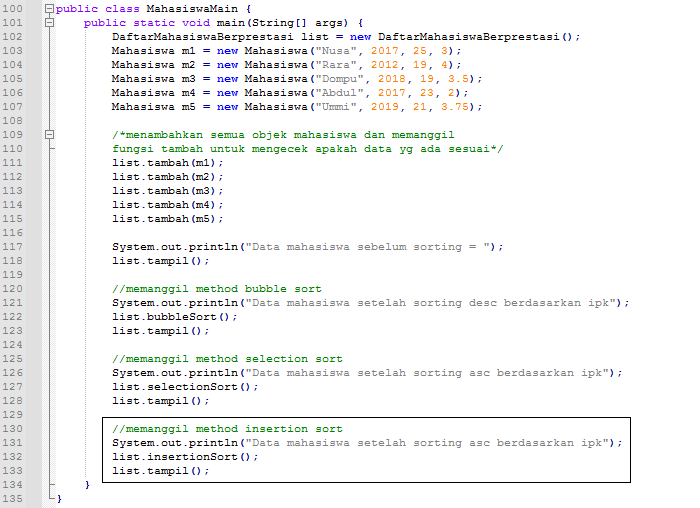 100 public class MahasiswaMain {
101 public static void main(String[] args) {
102 DaftarMahasiswaBerprestasi list = new DaftarMahasiswaBerprestasi();
103 Mahasiswa m1 = new Mahasiswa("Nusa", 2017, 25, 3);
104 Mahasiswa m2 = new Mahasiswa("Rara", 2012, 19, 4);
105 Mahasiswa m3 = new Mahasiswa("Dompu", 2018, 19, 3.5);
106 Mahasiswa m4 = new Mahasiswa("Abdul", 2017, 23, 2);
107 Mahasiswa m5 = new Mahasiswa("Ummi", 2019, 21, 3.75);
108
109 /*menambahkan semua objek mahasiswa dan memanggil
110 fungsi tambah untuk mengecek apakah data yg ada sesuai*/
111 list.tambah(m1);
112 list.tambah(m2);
113 list.tambah(m3);
114 list.tambah(m4);
115 list.tambah(m5);
116
117 System.out.println("Data mahasiswa sebelum sorting = ");
118 list.tampil();
119
120 //memanggil method bubble sort
121 System.out.println("Data mahasiswa setelah sorting desc berdasarkan ipk");
122 list.bubbleSort();
123 list.tampil();
124
125 //memanggil method selection sort
126 System.out.println("Data mahasiswa setelah sorting asc berdasarkan ipk");
127 list.selectionSort();
128 list.tampil();
129
130 //memanggil method insertion sort
131 System.out.println("Data mahasiswa setelah sorting asc berdasarkan ipk");
132 list.insertionSort();
133 list.tampil();
134 }
135 }